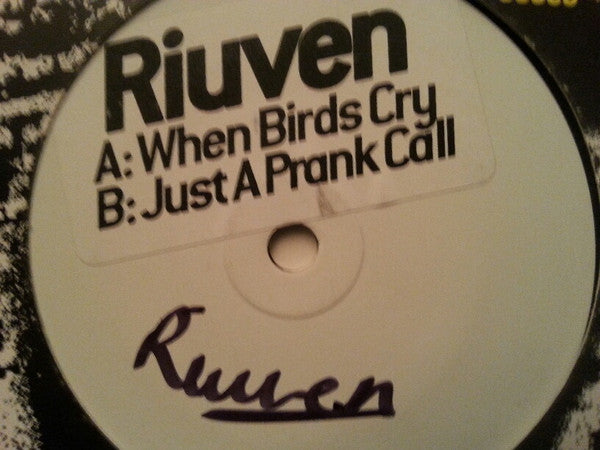 Riuven
A: When Birds Cry
B: Just A Prank Call
Riuven